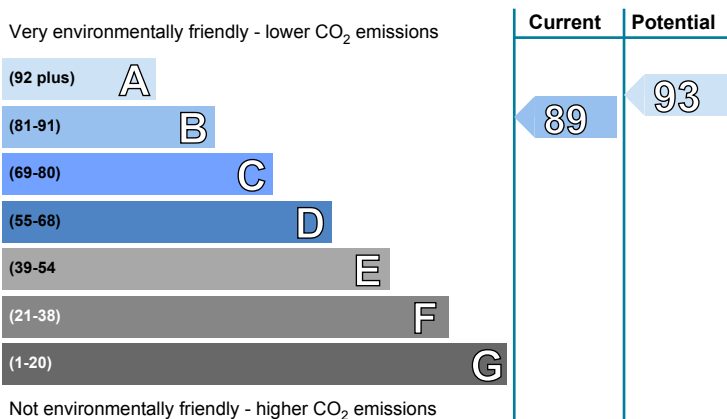 Current Potential
Very environmentally friendly - lower CO2 emissions
(92 plus) A
93
(81-91) B
89
(69-80) C
(55-68) D
(39-54 E
(21-38) F
(1-20) G
Not environmentally friendly - higher CO2 emissions